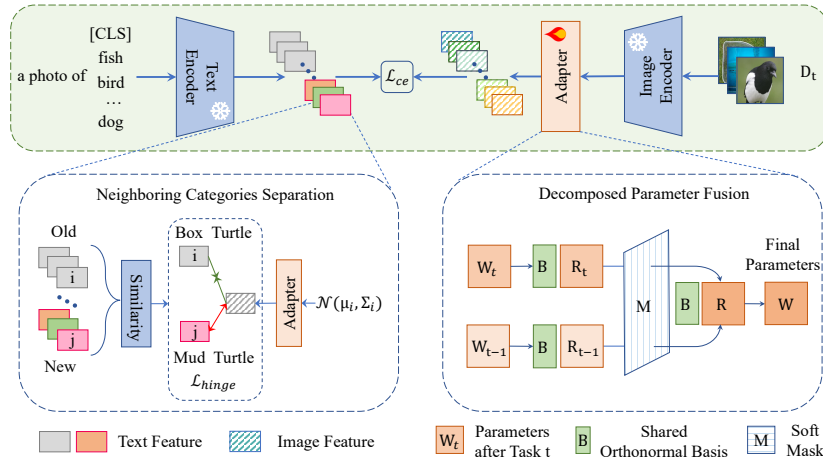 a photo of
[CLS]
fish
bird
...
dog
Text
Encoder
ℒce
Adapter
Image
Encoder
Dt
Neighboring Categories Separation
Old
i
j
New
Similarity
Box Turtle
i
j
Mud Turtle
ℒhinge
Adapter
𝒩(μi, Σi)
Decomposed Parameter Fusion
Wt
B
Rt
Wt-1
B
Rt-1
M
B
R
Final
Parameters
W
Text Feature
Image Feature
Wt
Parameters
after Task t
B
Shared
Orthonormal Basis
M
Soft
Mask